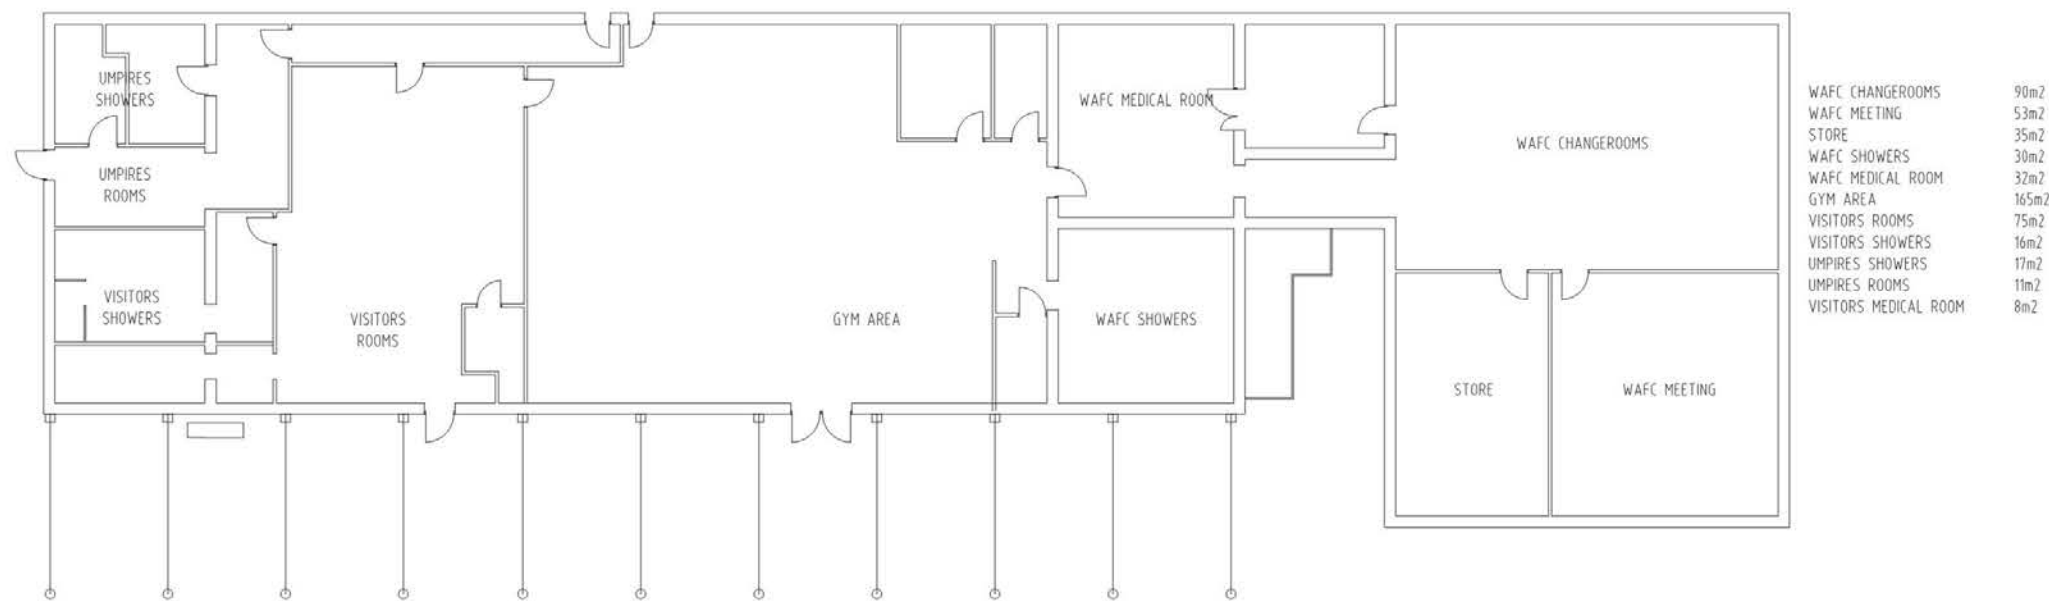 UMPIRES
SHOWERS
UMPIRES
ROOMS
VISITORS
SHOWERS
VISITORS
ROOMS
GYM AREA
WAFC MEDICAL ROOM
WAFC SHOWERS
WAFC CHANGEROOMS
STORE
WAFC MEETING
WAFC CHANGEROOMS 90m2
WAFC MEETING 53m2
STORE 35m2
WAFC SHOWERS 30m2
WAFC MEDICAL ROOM 32m2
GYM AREA 165m2
VISITORS ROOMS 75m2
VISITORS SHOWERS 16m2
UMPIRES SHOWERS 17m2
UMPIRES ROOMS 11m2
VISITORS MEDICAL ROOM 8m2